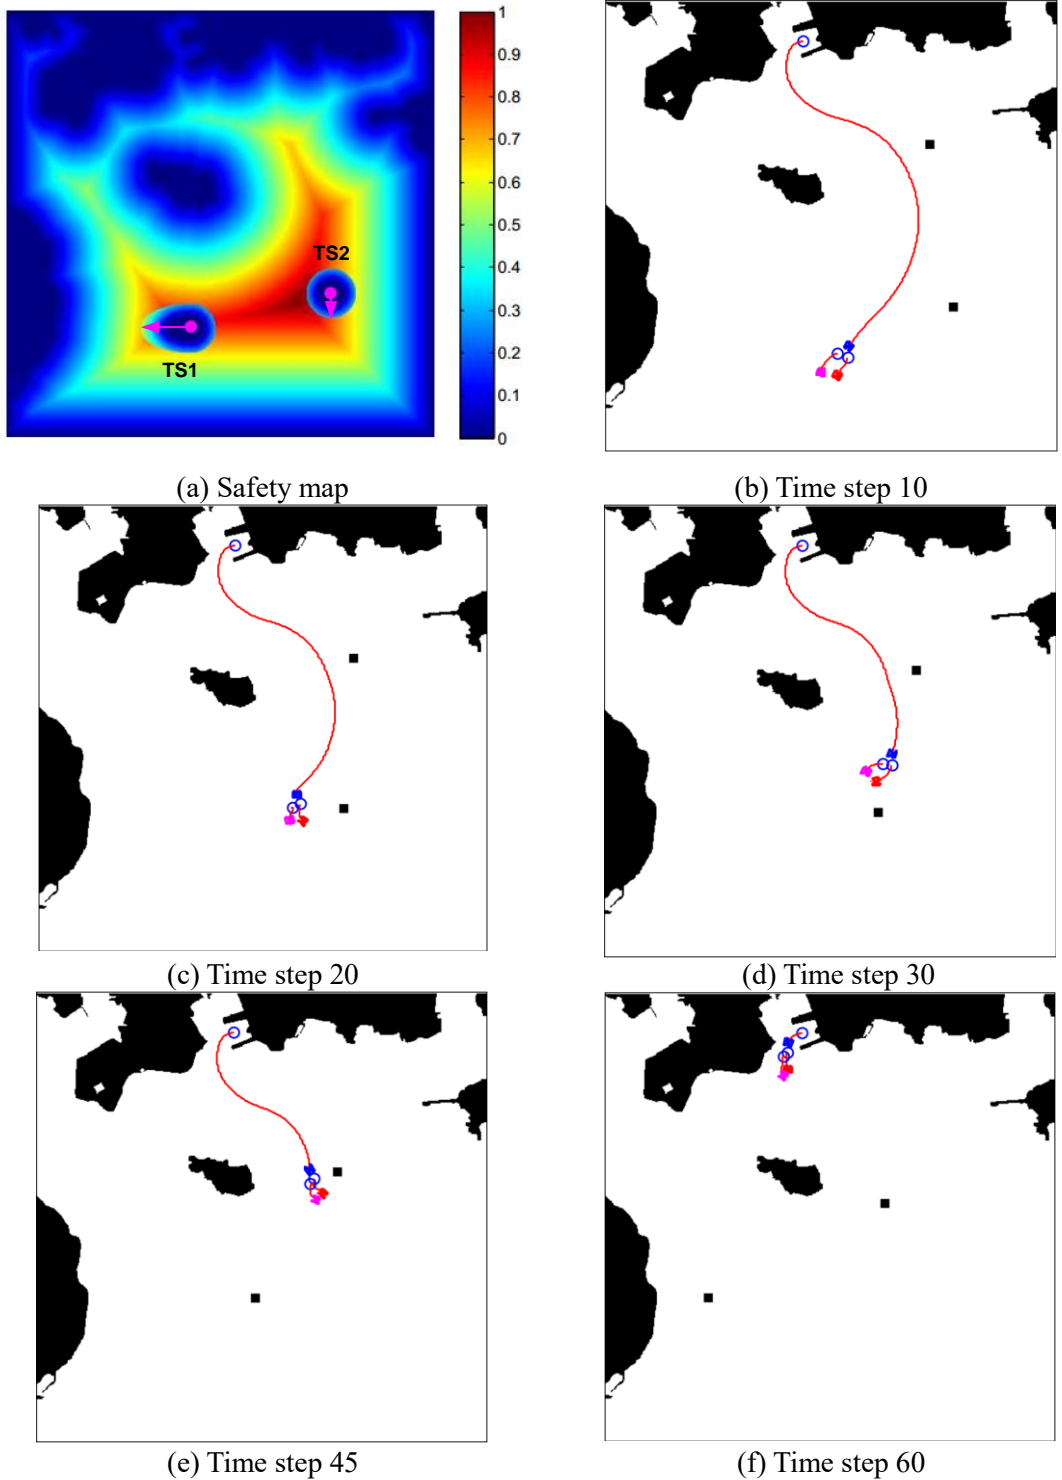 1
0.9
0.8
0.7
0.6
TS2
0.5
0.4
0.3
TS1
0.2
0.1
0
(a) Safety map
(b) Time step 10
(c) Time step 20
(d) Time step 30
(e) Time step 45
(f) Time step 60